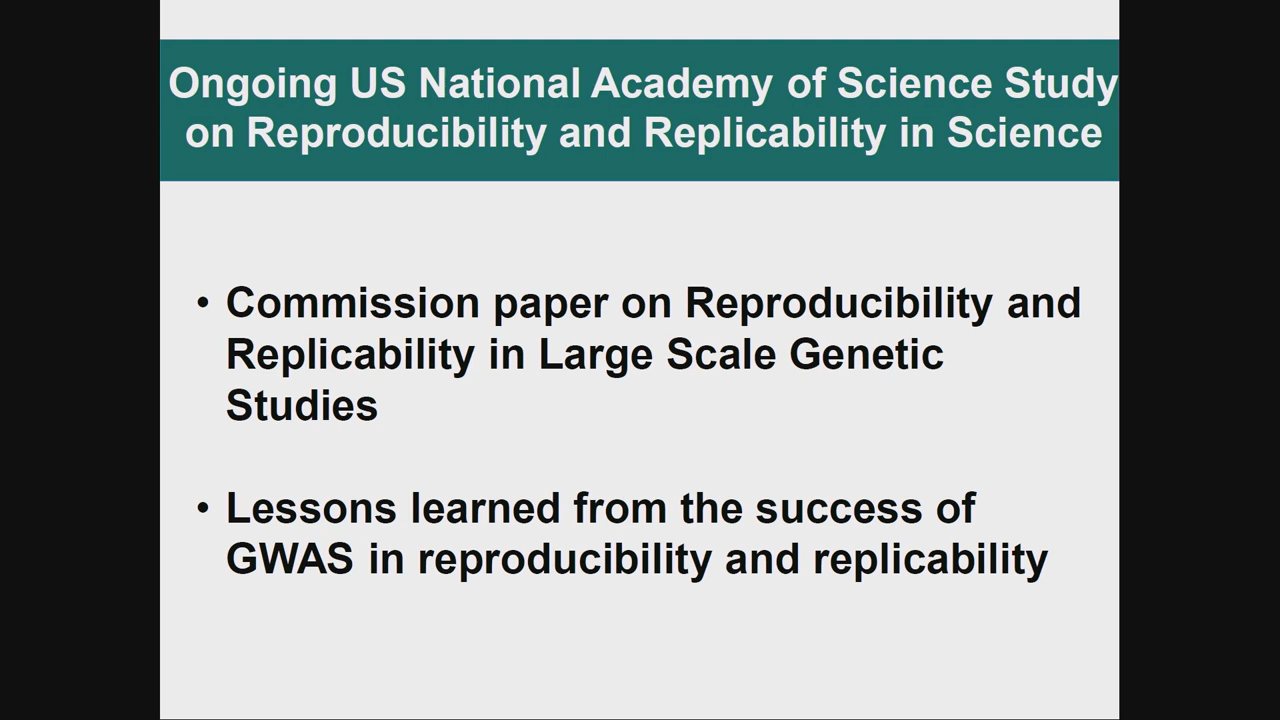 Ongoing US National Academy of Science Study
on Reproducibility and Replicability in Science
• Commission paper on Reproducibility and
Replicability in Large Scale Genetic
Studies
• Lessons learned from the success of
GWAS in reproducibility and replicability